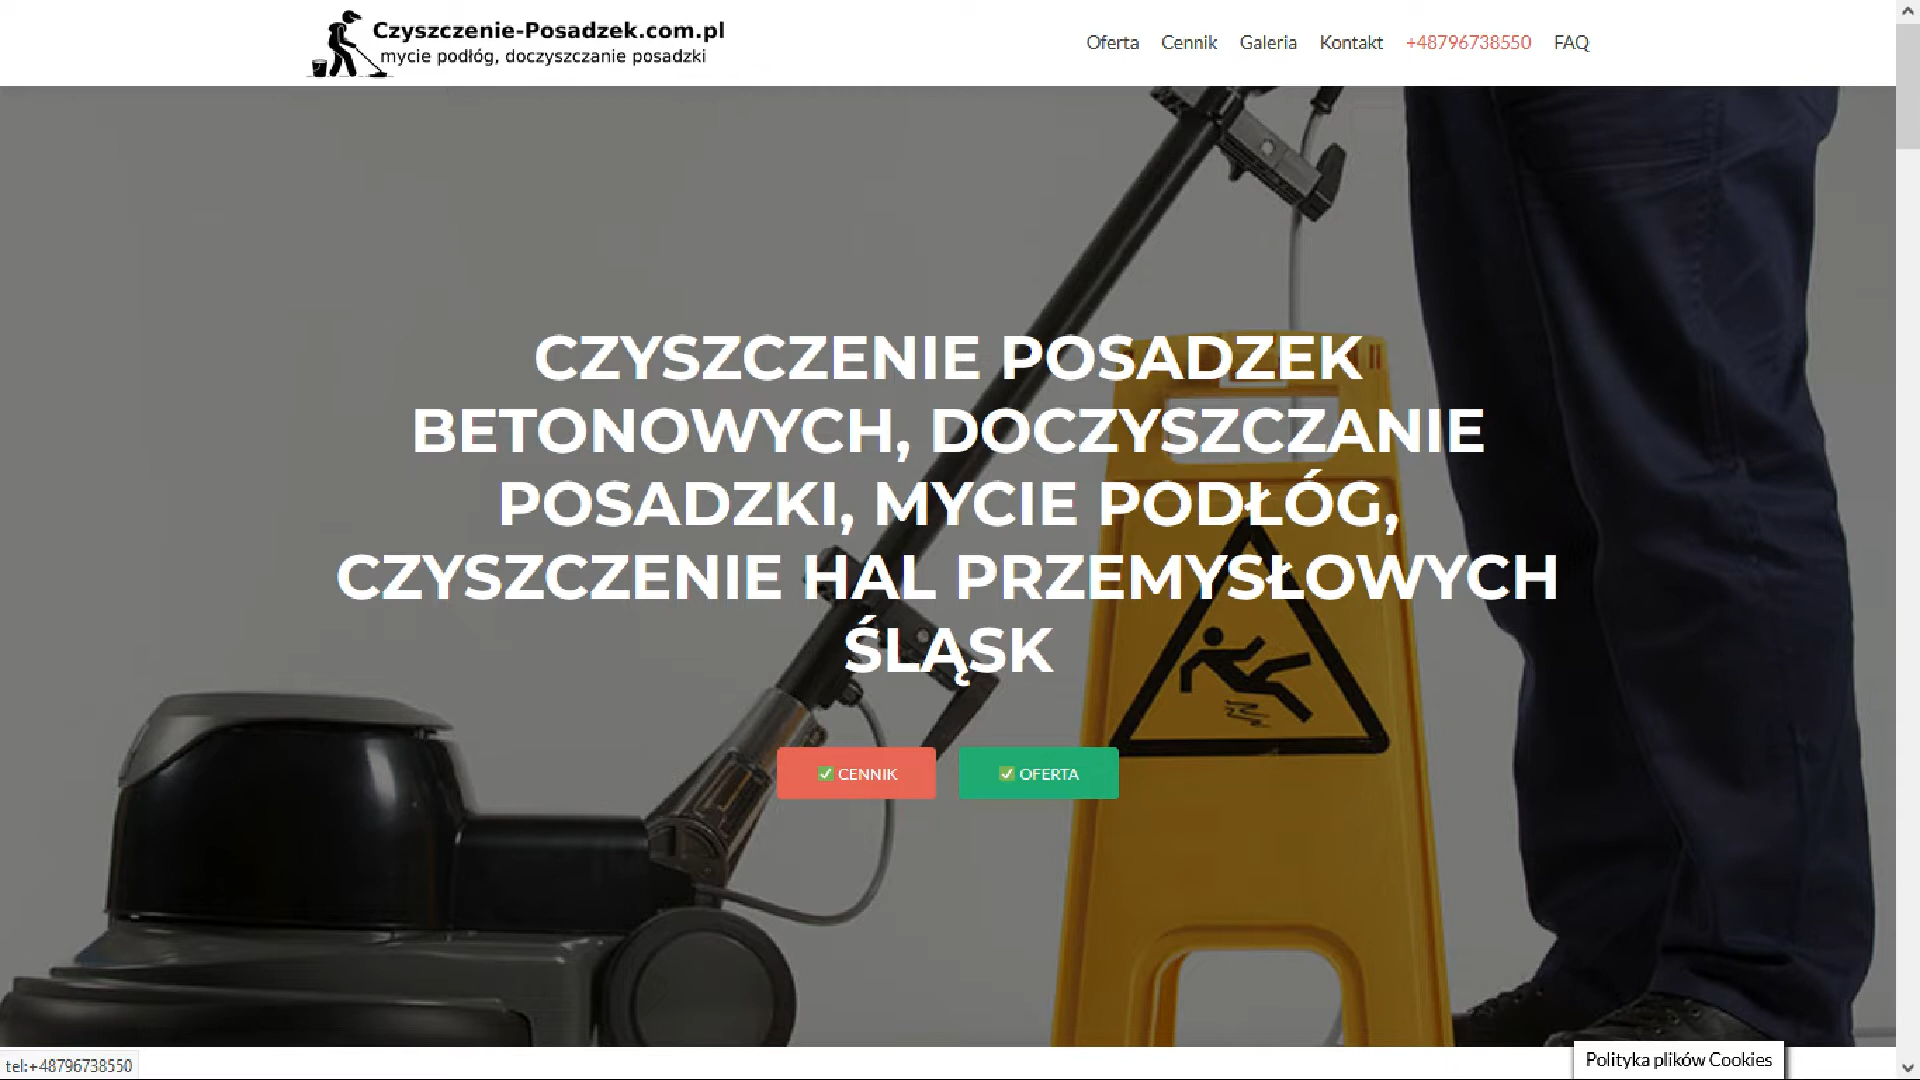 Czyszczenie-Posadzek.com.pl
mycie podłóg, doczyszczanie posadzki
Oferta Cennik Galeria Kontakt +48796738550 FAQ
CZYSZCZENIE POSADZEK
BETONOWYCH, DOCZYSZCZANIE
POSADZKI, MYCIE PODŁÓG,
CZYSZCZENIE HAL PRZEMYSŁOWYCH
ŚLĄSK
✅ CENNIK
✅ OFERTA
tel:+48796738550
Polityka plików Cookies